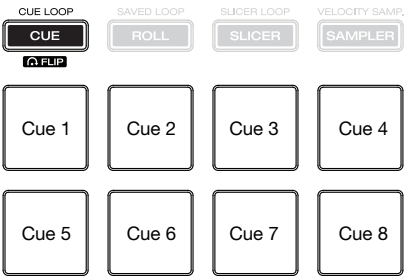 CUE LOOP SAVED LOOP SLICER LOOP VELOCITY SAMP.
CUE ROLL SLICER SAMPLER
FLIP
Cue 1 Cue 2 Cue 3 Cue 4
Cue 5 Cue 6 Cue 7 Cue 8